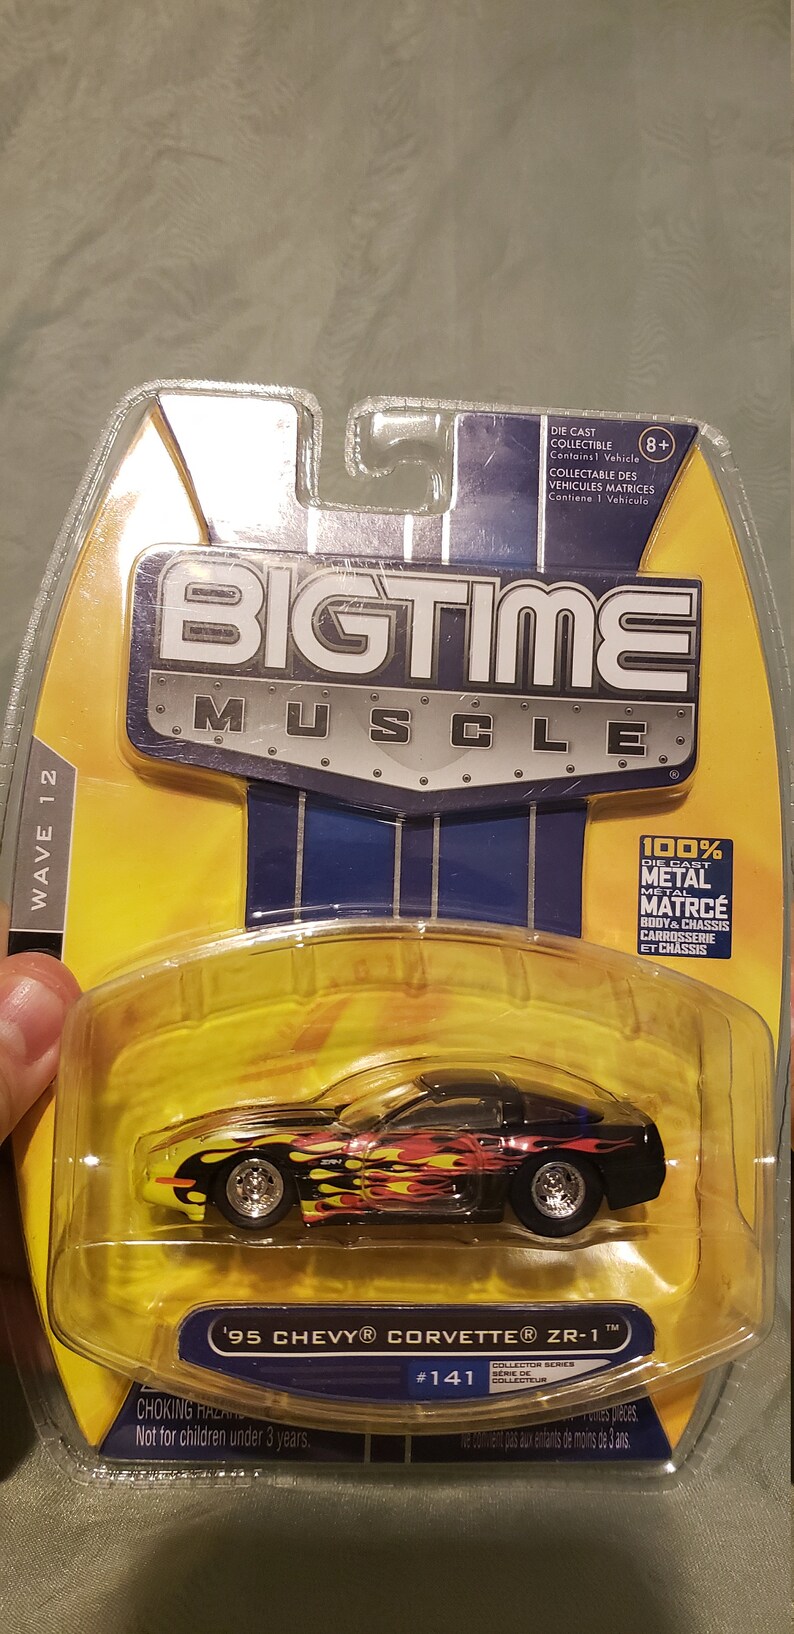 DIE CAST
COLLECTIBLE
Contains1 Vehicle
8+
COLLECTABLE DES
VEHICULES MATRICES
Contiene 1 Vehículo
BIGTIME
MUSCLE
®
WAVE 12
100%
DIE CAST
METAL
MÉTAL
MATRCÉ
BODY & CHASSIS
CARROSSERIE
ET CHÂSSIS
ZR-1
'95 CHEVY® CORVETTE® ZR-1™
#141
COLLECTOR SERIES
SÉRIE DE
COLLECTEUR
CHOKING
Not for children under 3 years.
pièces.
Ne convient pas aux enfants de moins de 3 ans.